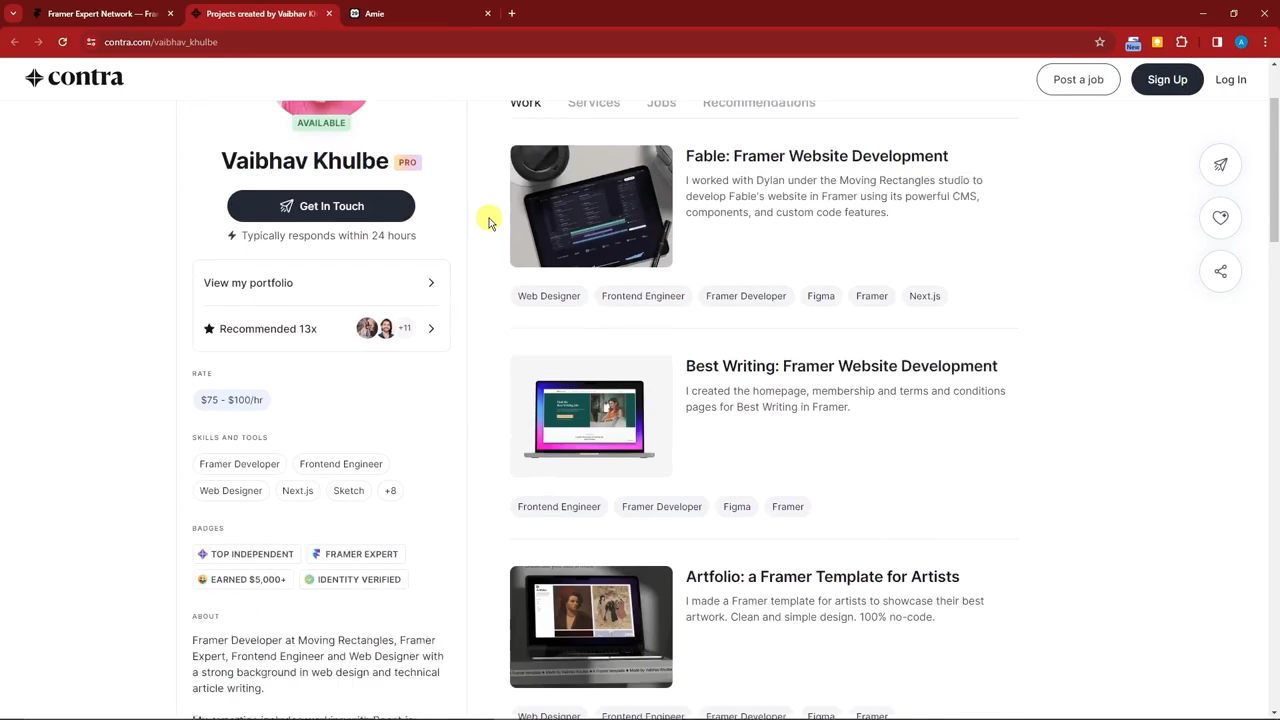 Framer Expert Network — Fra
Projects created by Vaibhav Kh
29
Amie
contra.com/vaibhav_khulbe
New
A
contra
Post a job
Sign Up
Log In
AVAILABLE
Vaibhav Khulbe PRO
Get In Touch
Typically responds within 24 hours
View my portfolio
Recommended 13x
+11
RATE
$75 - $100/hr
SKILLS AND TOOLS
Framer Developer
Frontend Engineer
Web Designer
Next.js
Sketch
+8
BADGES
TOP INDEPENDENT
FRAMER EXPERT
EARNED $5,000+
IDENTITY VERIFIED
ABOUT
Framer Developer at Moving Rectangles, Framer
Expert, Frontend Engineer and Web Designer with
a strong background in web design and technical
article writing.
Work
Services
Jobs
Recommendations
Fable: Framer Website Development
I worked with Dylan under the Moving Rectangles studio to
develop Fable's website in Framer using its powerful CMS,
components, and custom code features.
Web Designer
Frontend Engineer
Framer Developer
Figma
Framer
Next.js
Best Writing: Framer Website Development
I created the homepage, membership and terms and conditions
pages for Best Writing in Framer.
Frontend Engineer
Framer Developer
Figma
Framer
Artfolio: a Framer Template for Artists
I made a Framer template for artists to showcase their best
artwork. Clean and simple design. 100% no-code.
Web Designer
Frontend Engineer
Framer Developer
Figma
Framer